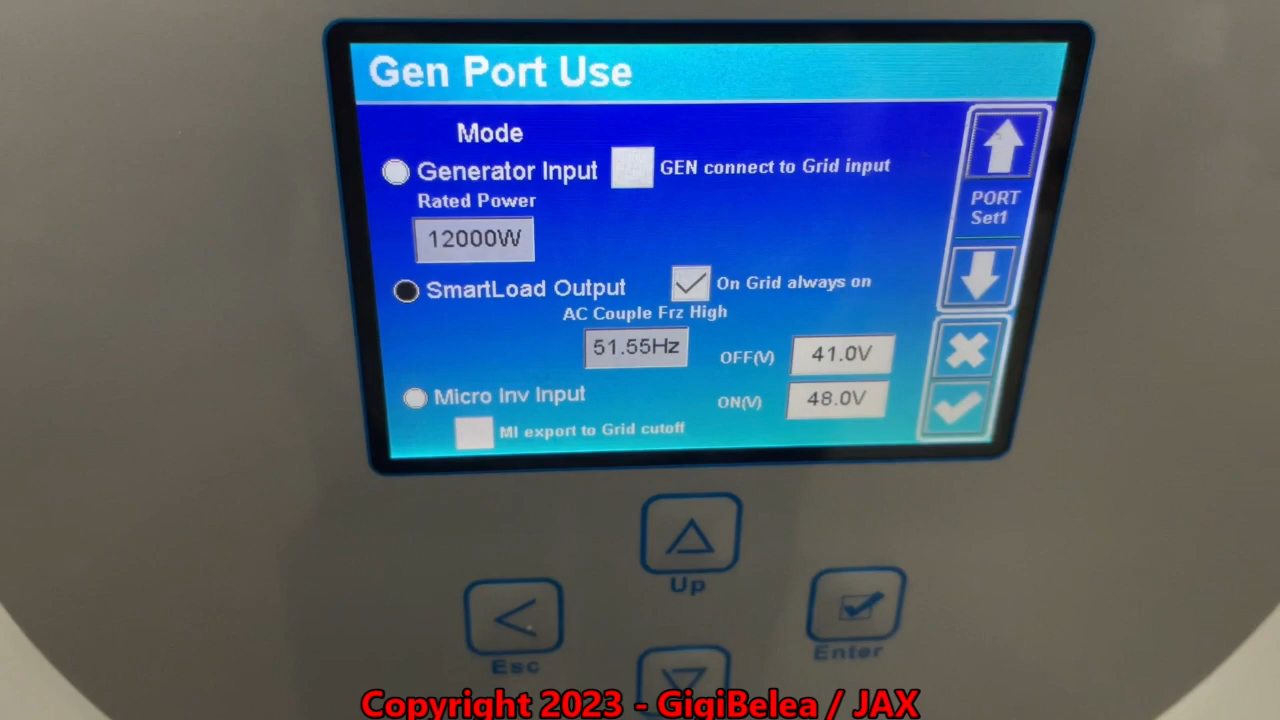 Gen Port Use
Mode
Generator Input
GEN connect to Grid input
Rated Power
12000W
PORT
Set1
SmartLoad Output
On Grid always on
AC Couple Frz High
51.55Hz
OFF(V)
41.0V
Micro Inv Input
ON(V)
48.0V
MI export to Grid cutoff
Up
Esc
Enter
Copyright 2023 - GigiBelea / JAX